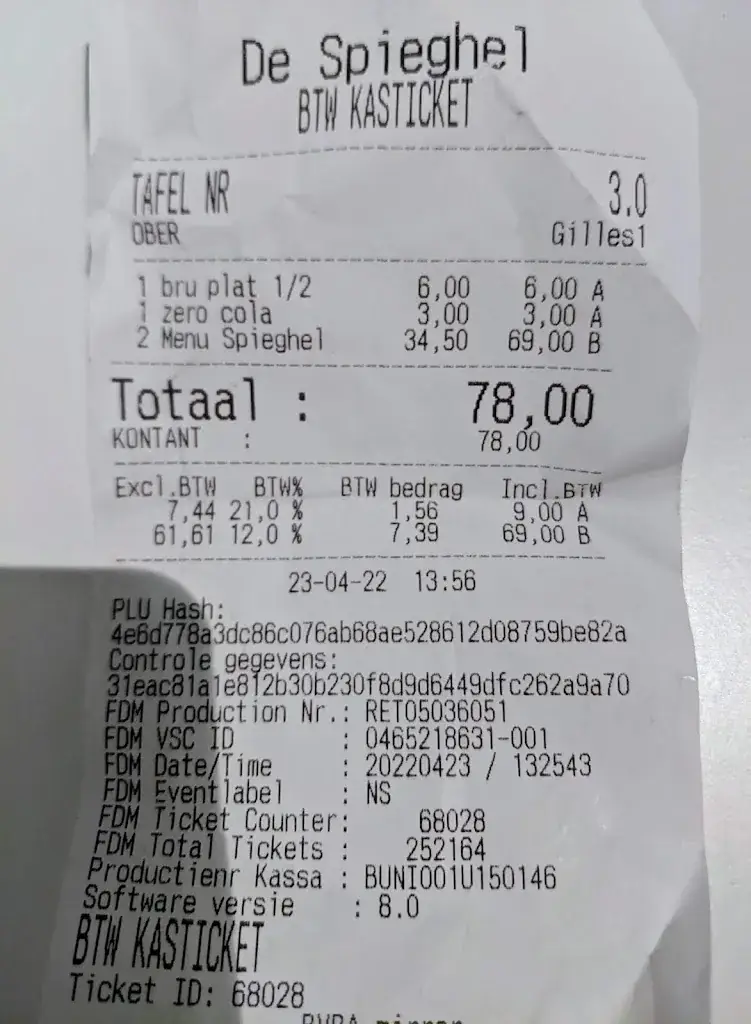 De Spieghel
BTW KASTICKET
TAFEL NR 3.0
OBER Gilles1
1 bru plat 1/2 6,00 6,00 A
1 zero cola 3,00 3,00 A
2 Menu Spieghel 34,50 69,00 B
Totaal : 78,00
KONTANT : 78,00
Excl.BTW BTW% BTW bedrag Incl.BTW
7,44 21,0 % 1,56 9,00 A
61,61 12,0 % 7,39 69,00 B
23-04-22 13:56
PLU Hash:
4e6d778a3dc86c076ab68ae528612d08759be82a
Controle gegevens:
31eac81a1e812b30b230f8d9d6449dfc262a9a70
FDM Production Nr.: RET05036051
FDM VSC ID : 0465218631-001
FDM Date/Time : 20220423 / 132543
FDM Eventlabel : NS
FDM Ticket Counter: 68028
FDM Total Tickets : 252164
Productienr Kassa : BUNI001U150146
Software versie : 8.0
BTW KASTICKET
Ticket ID: 68028